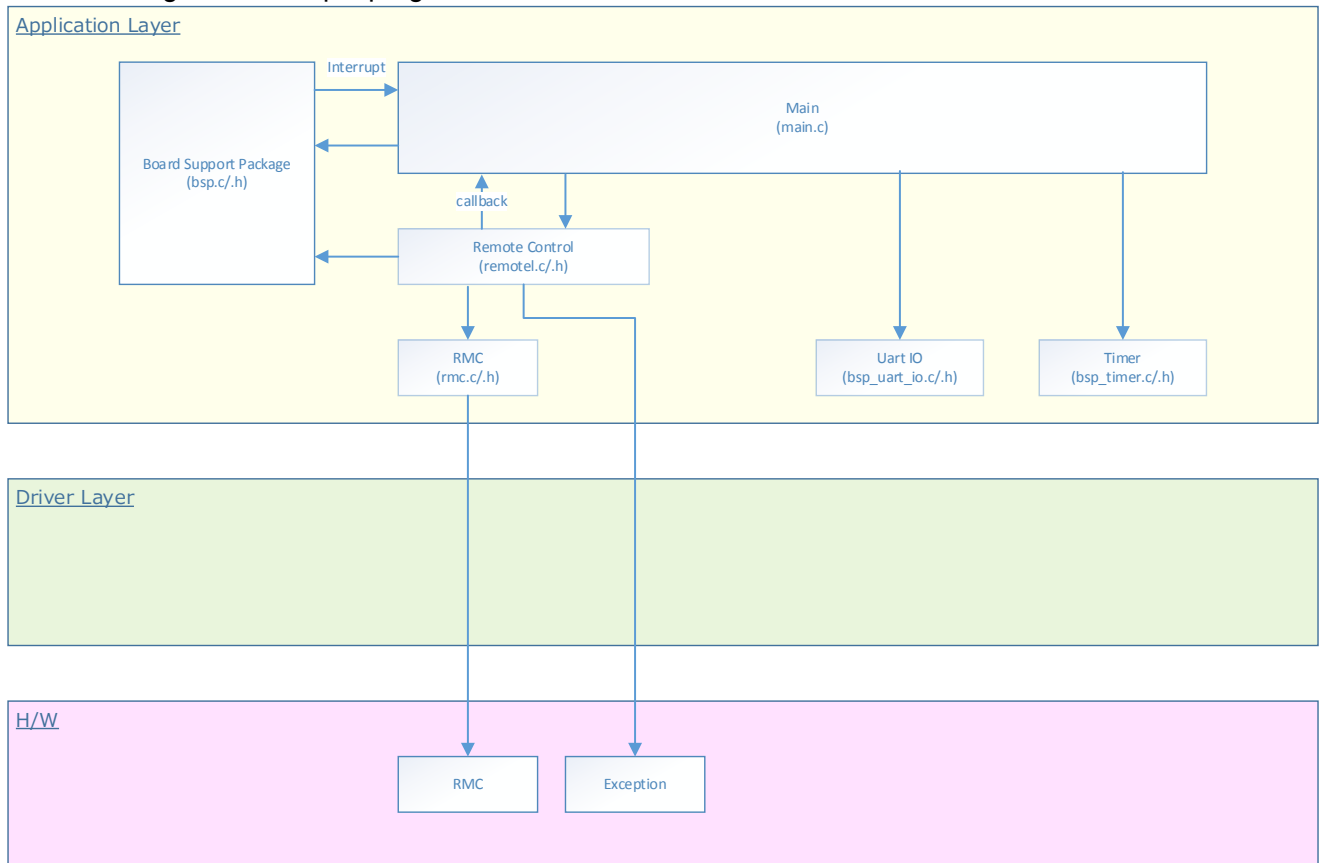 Application Layer
Interrupt
Main
(main.c)
Board Support Package
(bsp.c/.h)
callback
Remote Control
(remotel.c/.h)
RMC
(rmc.c/.h)
Uart IO
(bsp_uart_io.c/.h)
Timer
(bsp_timer.c/.h)
Driver Layer
H/W
RMC
Exception